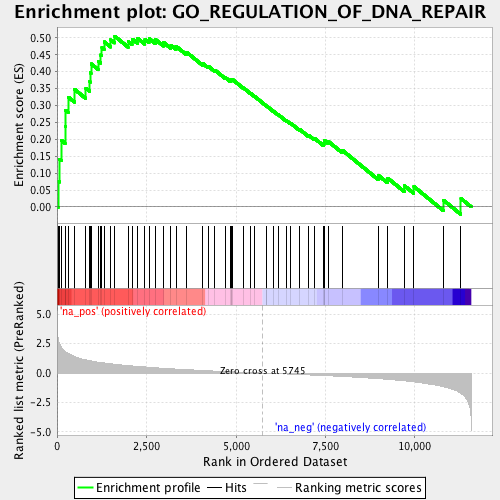 Enrichment plot: GO_REGULATION_OF_DNA_REPAIR
Enrichment score (ES)
0.50
0.45
0.40
0.35
0.30
0.25
0.20
0.15
0.10
0.05
0.00
'na_pos' (positively correlated)
Ranked list metric (PreRanked)
5.0
2.5
0.0
-2.5
-5.0
Zero cross at 5745
'na_neg' (negatively correlated)
0 2,500 5,000 7,500 10,000
Rank in Ordered Dataset
Enrichment profile Hits Ranking metric scores